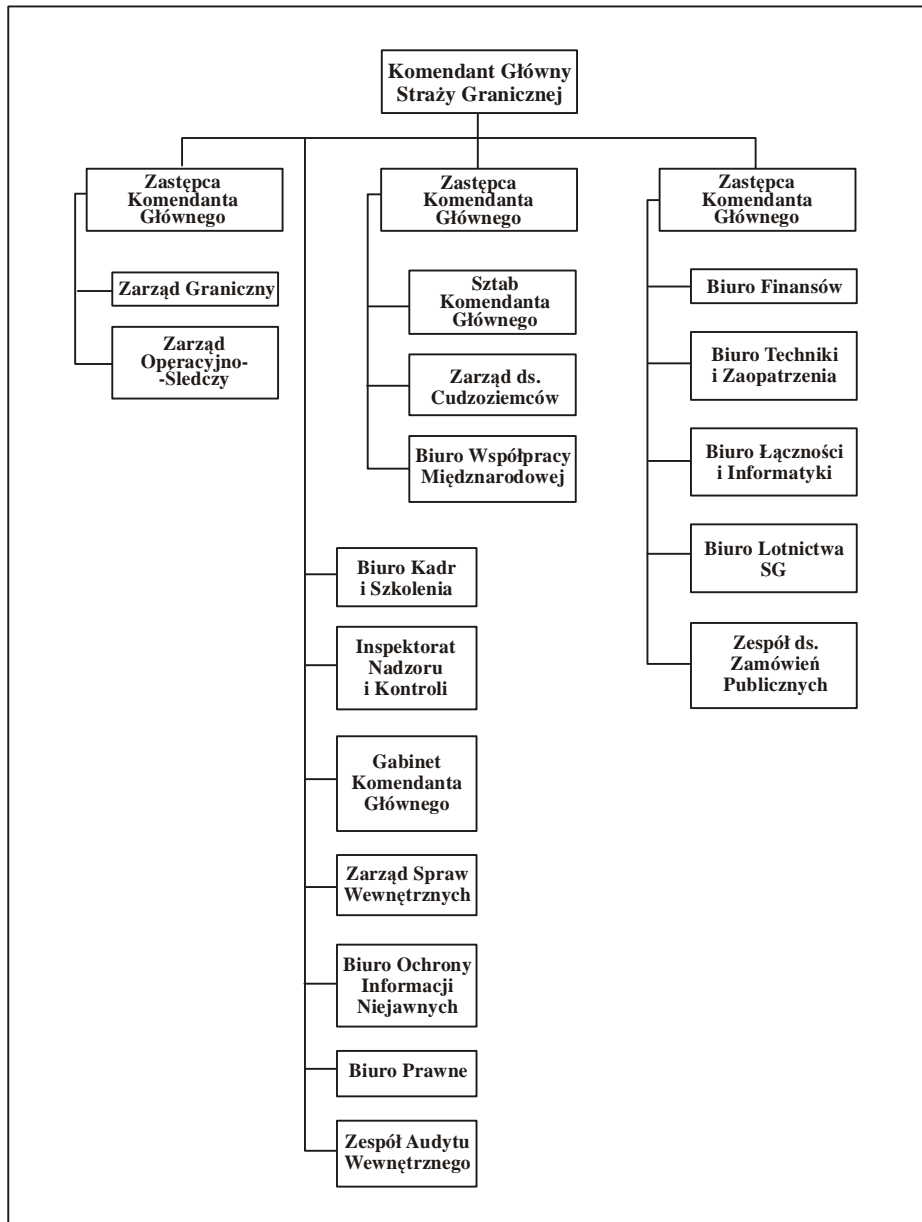 Komendant Główny
Straży Granicznej
Zastępca
Komendanta
Głównego
Zarząd Graniczny
Zarząd
Operacyjno-
-Śledczy
Zastępca
Komendanta
Głównego
Sztab
Komendanta
Głównego
Zarząd ds.
Cudzoziemców
Biuro Współpracy
Międznarodowej
Zastępca
Komendanta
Głównego
Biuro Finansów
Biuro Techniki
i Zaopatrzenia
Biuro Łączności
i Informatyki
Biuro Lotnictwa
SG
Zespół ds.
Zamówień
Publicznych
Biuro Kadr
i Szkolenia
Inspektorat
Nadzoru
i Kontroli
Gabinet
Komendanta
Głównego
Zarząd Spraw
Wewnętrznych
Biuro Ochrony
Informacji
Niejawnych
Biuro Prawne
Zespół Audytu
Wewnętrznego